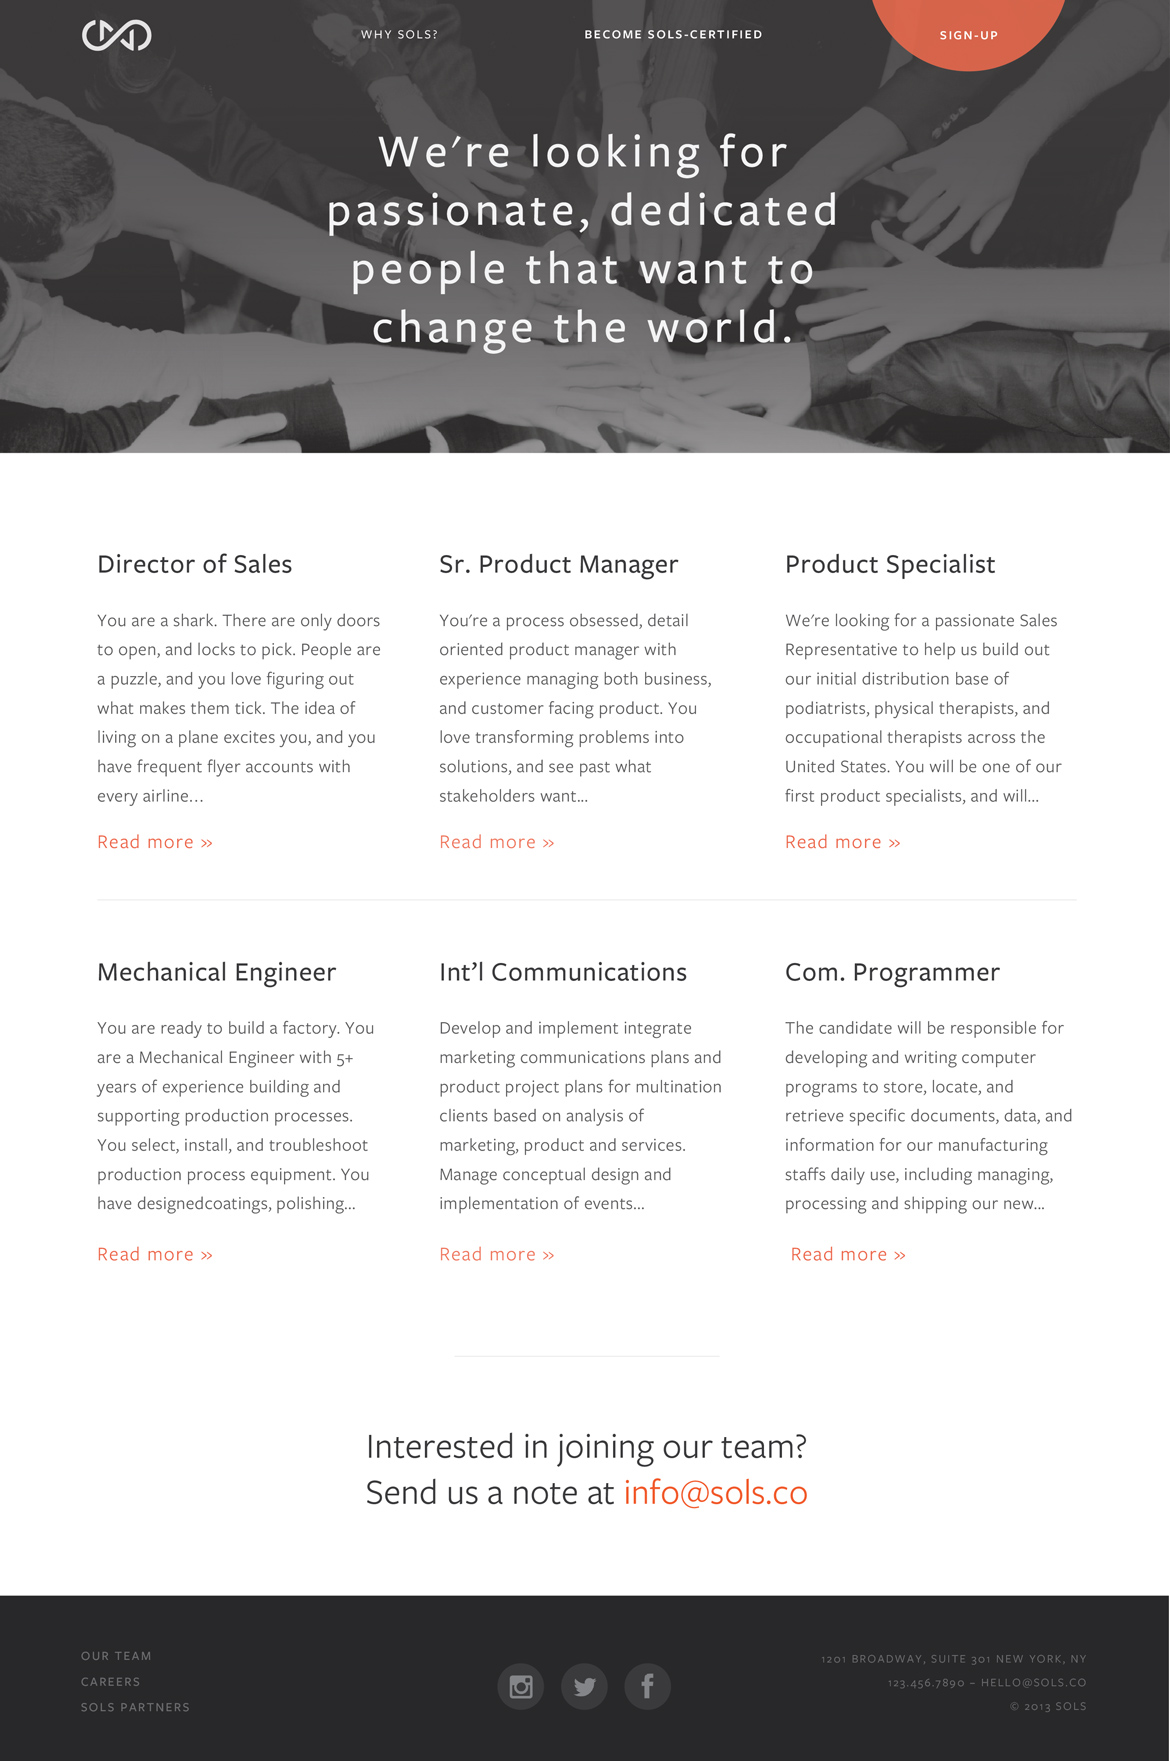 WHY SOLS?
BECOME SOLS-CERTIFIED
SIGN-UP
We're looking for
passionate, dedicated
people that want to
change the world.
Director of Sales
You are a shark. There are only doors
to open, and locks to pick. People are
a puzzle, and you love figuring out
what makes them tick. The idea of
living on a plane excites you, and you
have frequent flyer accounts with
every airline...
Read more »
Sr. Product Manager
You're a process obsessed, detail
oriented product manager with
experience managing both business,
and customer facing product. You
love transforming problems into
solutions, and see past what
stakeholders want...
Read more »
Product Specialist
We're looking for a passionate Sales
Representative to help us build out
our initial distribution base of
podiatrists, physical therapists, and
occupational therapists across the
United States. You will be one of our
first product specialists, and will...
Read more »
Mechanical Engineer
You are ready to build a factory. You
are a Mechanical Engineer with 5+
years of experience building and
supporting production processes.
You select, install, and troubleshoot
production process equipment. You
have designedcoatings, polishing...
Read more »
Int'l Communications
Develop and implement integrate
marketing communications plans and
product project plans for multination
clients based on analysis of
marketing, product and services.
Manage conceptual design and
implementation of events...
Read more »
Com. Programmer
The candidate will be responsible for
developing and writing computer
programs to store, locate, and
retrieve specific documents, data, and
information for our manufacturing
staffs daily use, including managing,
processing and shipping our new...
Read more »
Interested in joining our team?
Send us a note at info@sols.co
OUR TEAM
CAREERS
SOLS PARTNERS
1201 BROADWAY, SUITE 301 NEW YORK, NY
123.456.7890 – HELLO@SOLS.CO
© 2013 SOLS